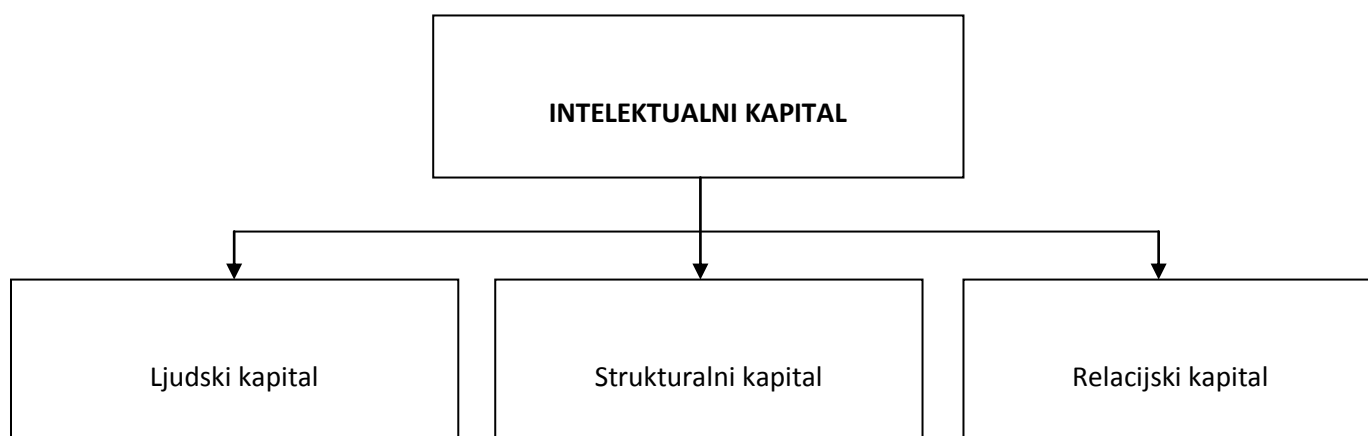 INTELEKTUALNI KAPITAL
Ljudski kapital
Strukturalni kapital
Relacijski kapital